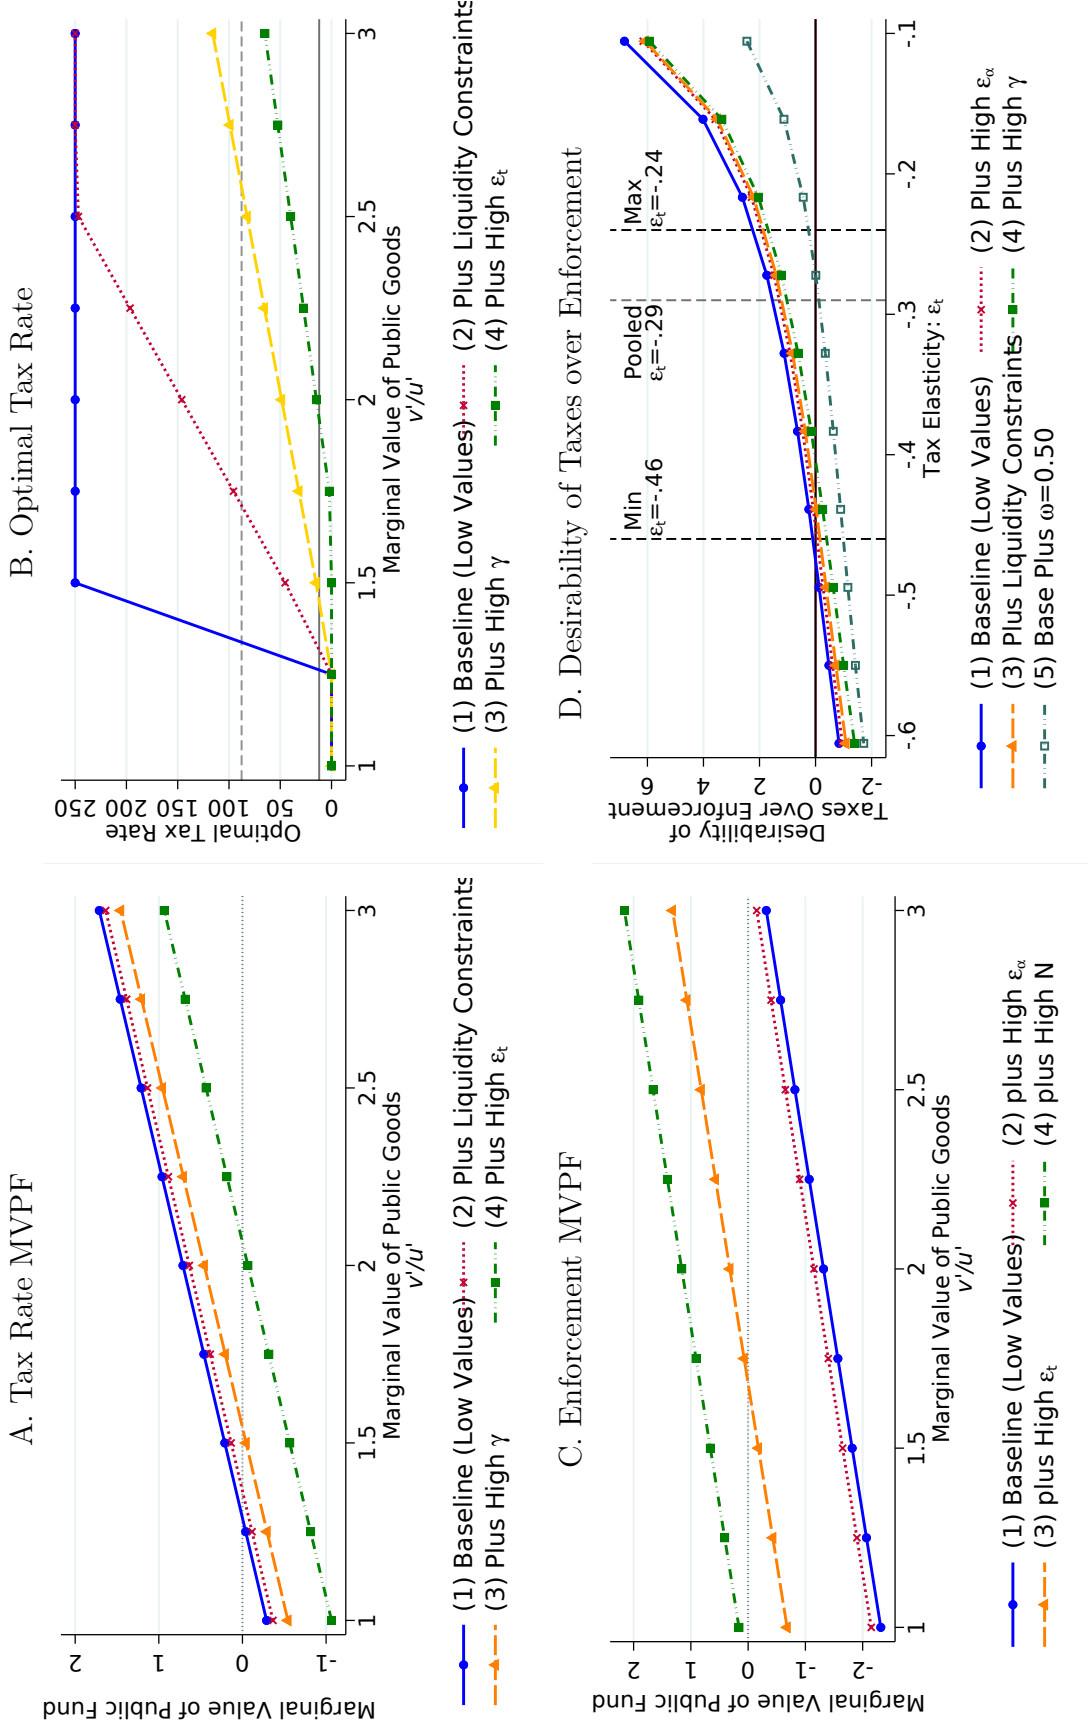 A. Tax Rate MVPF
Marginal Value of Public Fund
2
1
0
-1
1
1.5
2
2.5
3
Marginal Value of Public Goods
v'/u'
(1) Baseline (Low Values)
(2) Plus Liquidity Constraints
(3) Plus High γ
(4) Plus High εt
B. Optimal Tax Rate
Optimal Tax Rate
250
200
150
100
50
0
1
1.5
2
2.5
3
Marginal Value of Public Goods
v'/u'
(1) Baseline (Low Values)
(2) Plus Liquidity Constraints
(3) Plus High γ
(4) Plus High εt
C. Enforcement MVPF
Marginal Value of Public Fund
2
1
0
-1
-2
1
1.5
2
2.5
3
Marginal Value of Public Goods
v'/u'
(1) Baseline (Low Values)
(2) plus High εα
(3) plus High εt
(4) plus High N
D. Desirability of Taxes over Enforcement
Desirability of
Taxes Over Enforcement
6
4
2
0
-2
Min
εt=-.46
Pooled
εt=-.29
Max
εt=-.24
-.6
-.5
-.4
-.3
-.2
-.1
Tax Elasticity: εt
(1) Baseline (Low Values)
(2) Plus High εα
(3) Plus Liquidity Constraints
(4) Plus High γ
(5) Base Plus ω=0.50